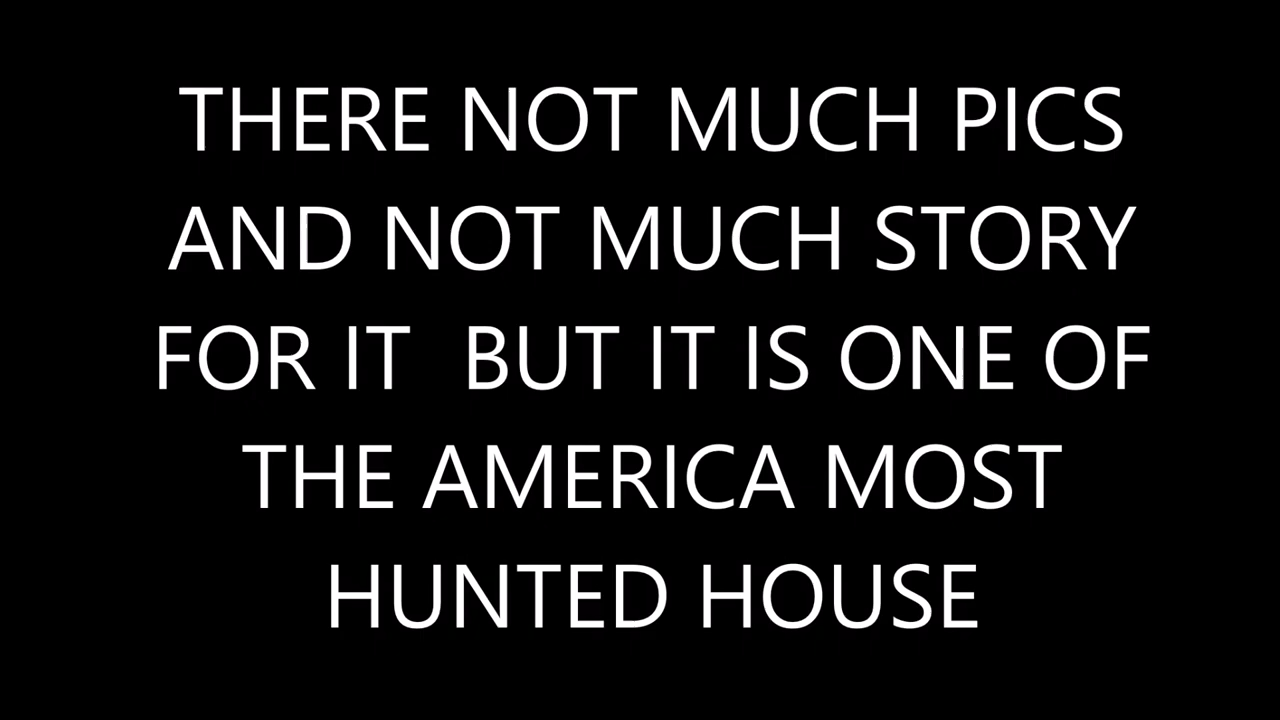 THERE NOT MUCH PICS
AND NOT MUCH STORY
FOR IT  BUT IT IS ONE OF
THE AMERICA MOST
HUNTED HOUSE